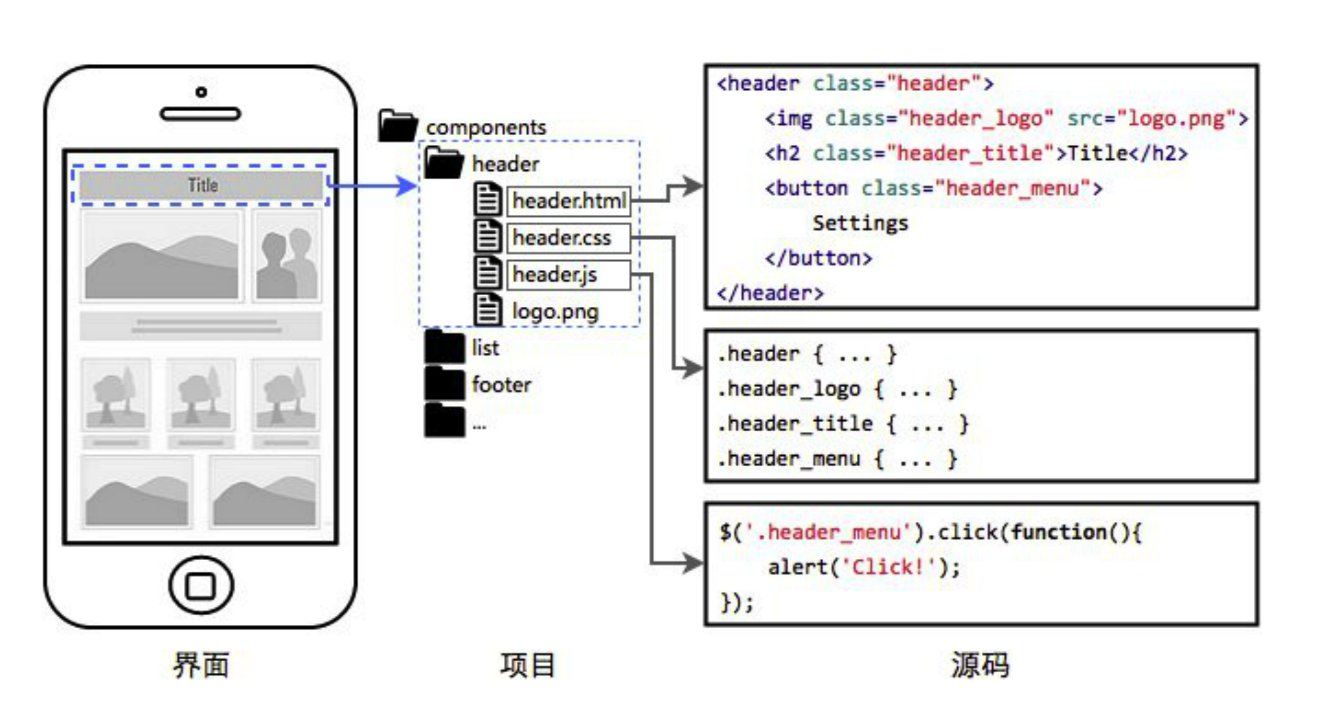 Title
components
header
header.html
header.css
header.js
logo.png
list
footer
...
<header class="header">
<img class="header_logo" src="logo.png">
<h2 class="header_title">Title</h2>
<button class="header_menu">
Settings
</button>
</header>
.header { ... }
.header_logo { ... }
.header_title { ... }
.header_menu { ... }
$('.header_menu').click(function(){
alert('Click!');
});
界面
项目
源码